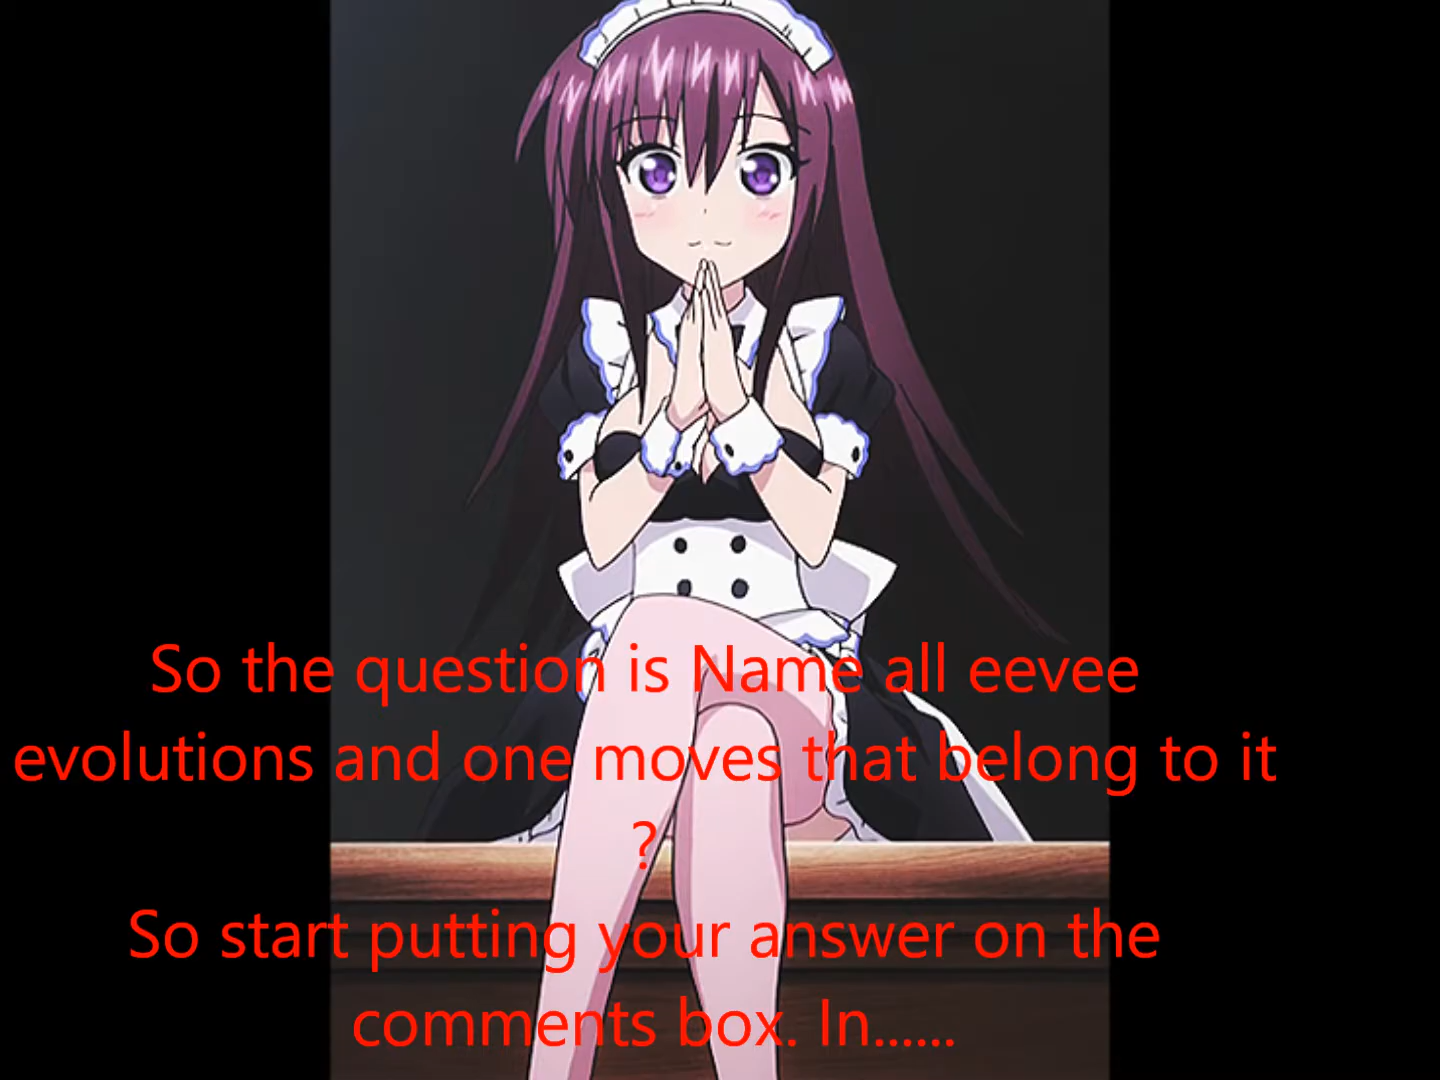 So the question is Name all eevee
evolutions and one moves that belong to it
?
So start putting your answer on the
comments box. In......